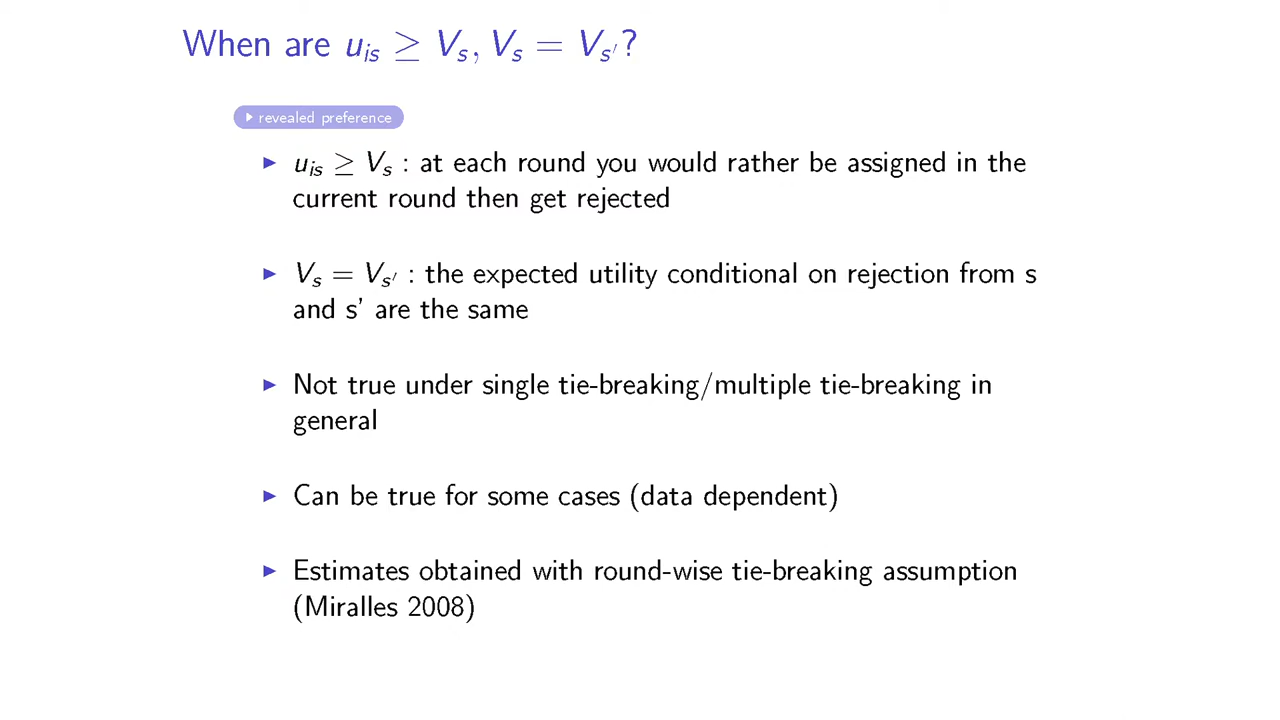 When are u_is ≥ V_s, V_s = V_s'?
revealed preference
u_is ≥ V_s : at each round you would rather be assigned in the
current round then get rejected
V_s = V_s' : the expected utility conditional on rejection from s
and s' are the same
Not true under single tie-breaking/multiple tie-breaking in
general
Can be true for some cases (data dependent)
Estimates obtained with round-wise tie-breaking assumption
(Miralles 2008)